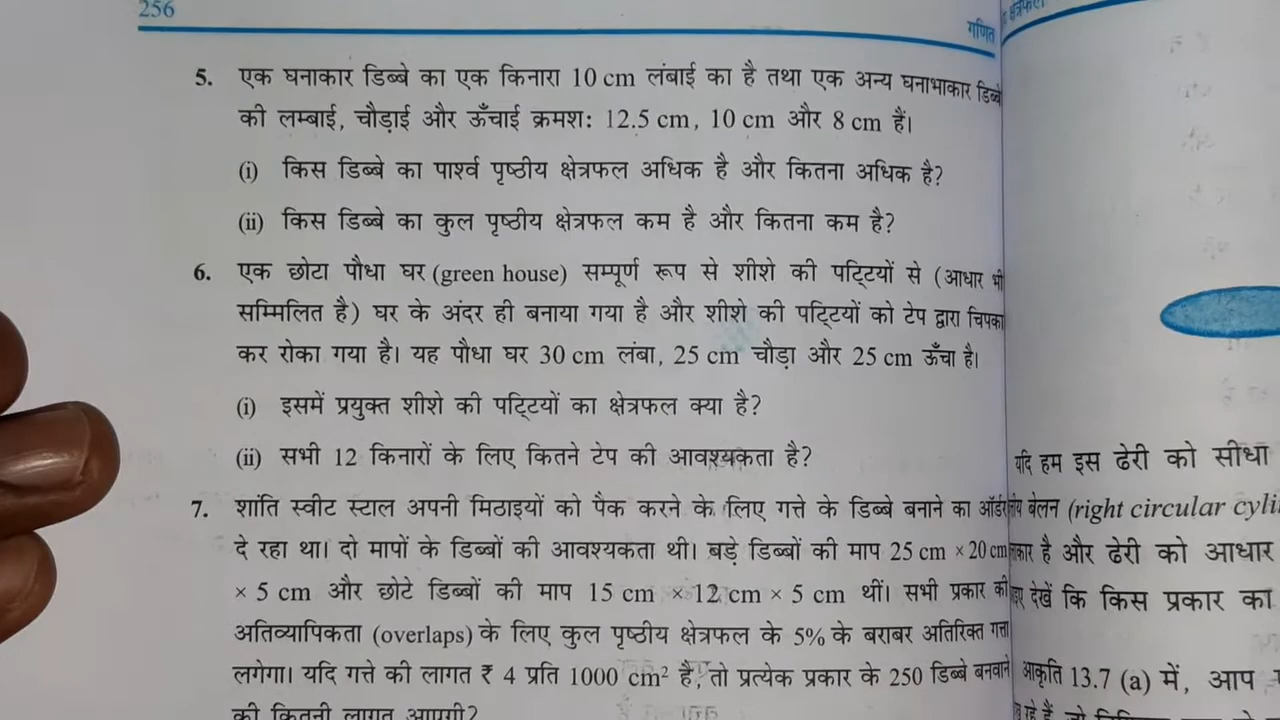 256
गणित
5. एक घनाकार डिब्बे का एक किनारा 10 cm लंबाई का है तथा एक अन्य घनाभाकार डिब्बे
की लम्बाई, चौड़ाई और ऊँचाई क्रमश: 12.5 cm, 10 cm और 8 cm हैं।
(i) किस डिब्बे का पार्श्व पृष्ठीय क्षेत्रफल अधिक है और कितना अधिक है?
(ii) किस डिब्बे का कुल पृष्ठीय क्षेत्रफल कम है और कितना कम है?
6. एक छोटा पौधा घर (green house) सम्पूर्ण रूप से शीशे की पट्टियों से (आधार भी
सम्मिलित है) घर के अंदर ही बनाया गया है और शीशे की पट्टियों को टेप द्वारा चिपका
कर रोका गया है। यह पौधा घर 30 cm लंबा, 25 cm चौड़ा और 25 cm ऊँचा है।
(i) इसमें प्रयुक्त शीशे की पट्टियों का क्षेत्रफल क्या है?
(ii) सभी 12 किनारों के लिए कितने टेप की आवश्यकता है?
7. शांति स्वीट स्टाल अपनी मिठाइयों को पैक करने के लिए गत्ते के डिब्बे बनाने का ऑर्डर
दे रहा था। दो मापों के डिब्बों की आवश्यकता थी। बड़े डिब्बों की माप 25 cm × 20 cm
× 5 cm और छोटे डिब्बों की माप 15 cm × 12 cm × 5 cm थीं। सभी प्रकार की
अतिव्यापिकता (overlaps) के लिए कुल पृष्ठीय क्षेत्रफल के 5% के बराबर अतिरिक्त गत्ता
लगेगा। यदि गत्ते की लागत ₹ 4 प्रति 1000 cm² है, तो प्रत्येक प्रकार के 250 डिब्बे बनवाने
की कितनी लागत आएगी?
क्षेत्रफल
यदि हम इस ढेरी को सीधा
बेलन (right circular cyli
है और ढेरी को आधार
देखें कि किस प्रकार का
आकृति 13.7 (a) में, आप